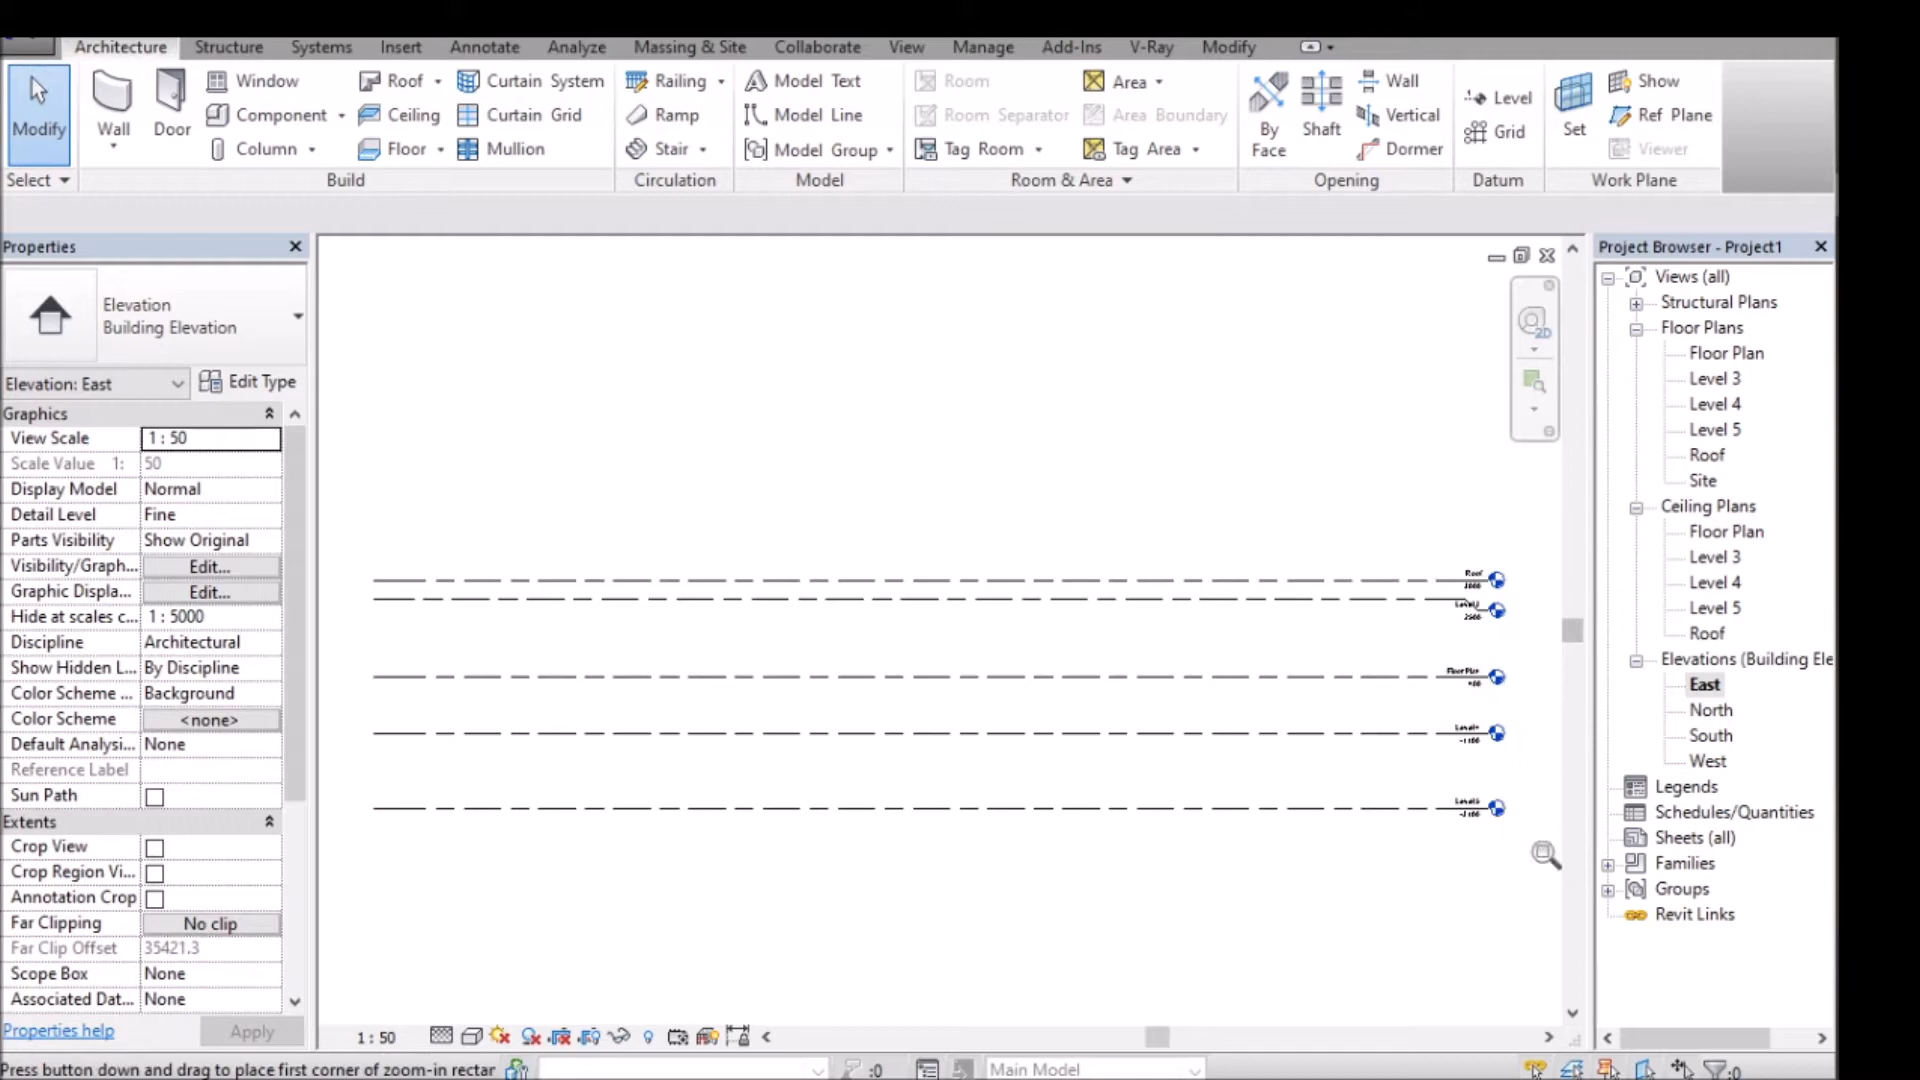 Architecture Structure Systems Insert Annotate Analyze Massing & Site Collaborate View Manage Add-Ins V-Ray Modify
Modify
Select
Wall
Door
Window
Component
Column
Roof
Ceiling
Floor
Curtain System
Curtain Grid
Mullion
Build
Railing
Ramp
Stair
Circulation
Model Text
Model Line
Model Group
Model
Room
Room Separator
Tag Room
Area
Area Boundary
Tag Area
Room & Area
By Face
Shaft
Wall
Vertical
Dormer
Opening
Level
Grid
Datum
Set
Show
Ref Plane
Viewer
Work Plane
Properties
Elevation
Building Elevation
Elevation: East
Edit Type
Graphics
View Scale 1 : 50
Scale Value 1: 50
Display Model Normal
Detail Level Fine
Parts Visibility Show Original
Visibility/Graph... Edit...
Graphic Displa... Edit...
Hide at scales c... 1 : 5000
Discipline Architectural
Show Hidden L... By Discipline
Color Scheme ... Background
Color Scheme <none>
Default Analysi... None
Reference Label
Sun Path
Extents
Crop View
Crop Region Vi...
Annotation Crop
Far Clipping No clip
Far Clip Offset 35421.3
Scope Box None
Associated Dat... None
Properties help
Apply
2D
Roof
Floor Plan
1 : 50
Project Browser - Project1
Views (all)
Structural Plans
Floor Plans
Floor Plan
Level 3
Level 4
Level 5
Roof
Site
Ceiling Plans
Floor Plan
Level 3
Level 4
Level 5
Roof
Elevations (Building Ele
East
North
South
West
Legends
Schedules/Quantities
Sheets (all)
Families
Groups
Revit Links
Press button down and drag to place first corner of zoom-in rectar
:0
Main Model
:0